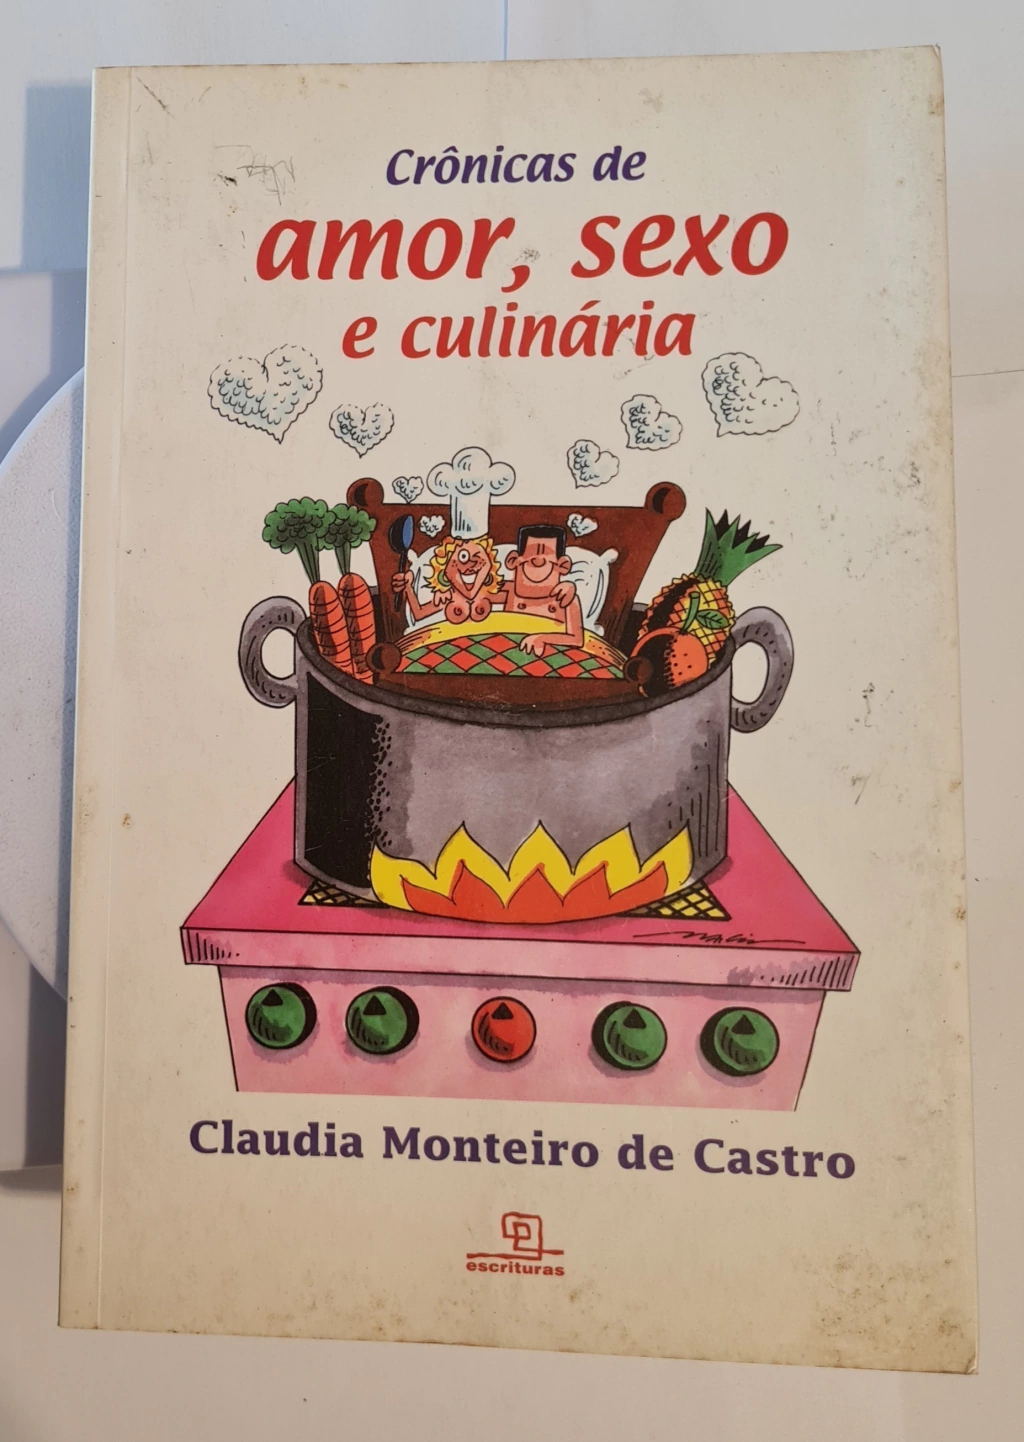 Crônicas de
amor, sexo
e culinária
Claudia Monteiro de Castro
escrituras